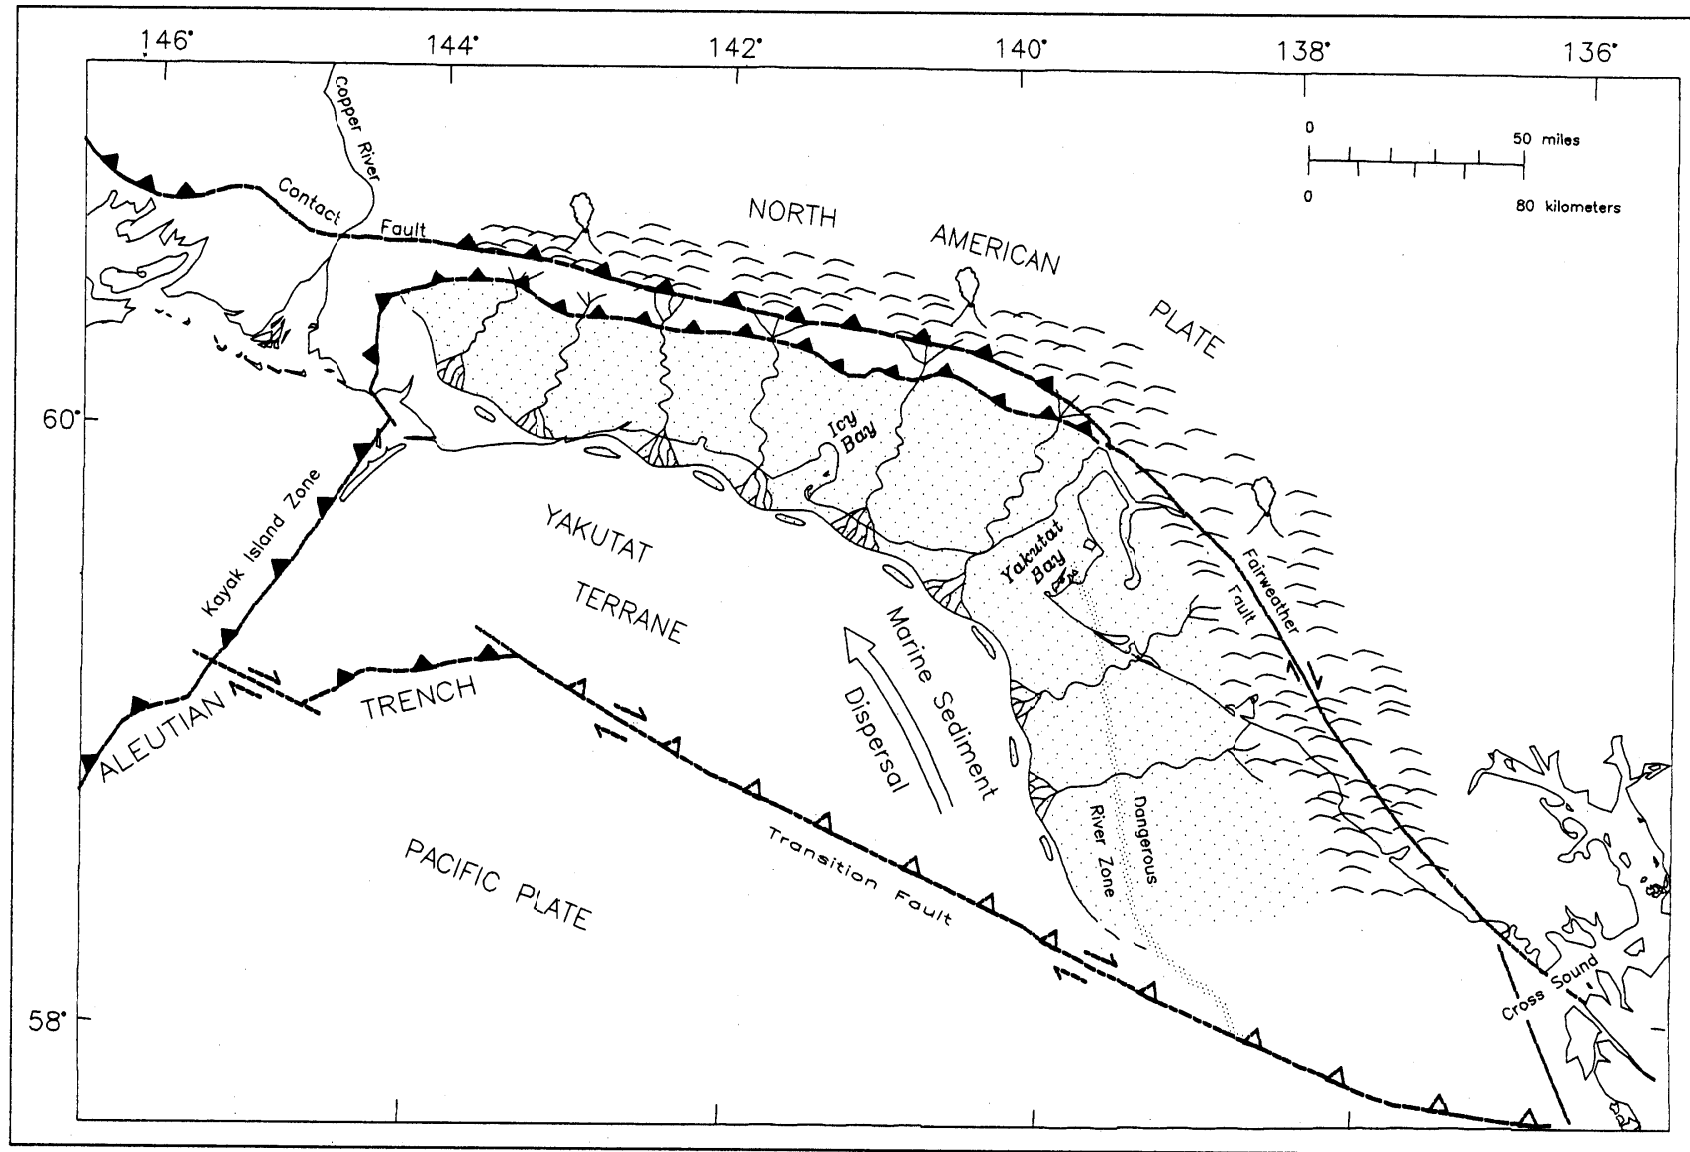 146° 144° 142° 140° 138° 136°
Copper River
0 50 miles
0 80 kilometers
Contact Fault
NORTH AMERICAN PLATE
60°
Icy
Bay
Kayak Island Zone
YAKUTAT
TERRANE
Yakutat
Bay
Fairweather
Fault
Marine Sediment
Dispersal
ALEUTIAN TRENCH
Dangerous
River Zone
Transition Fault
PACIFIC PLATE
Cross Sound
58°